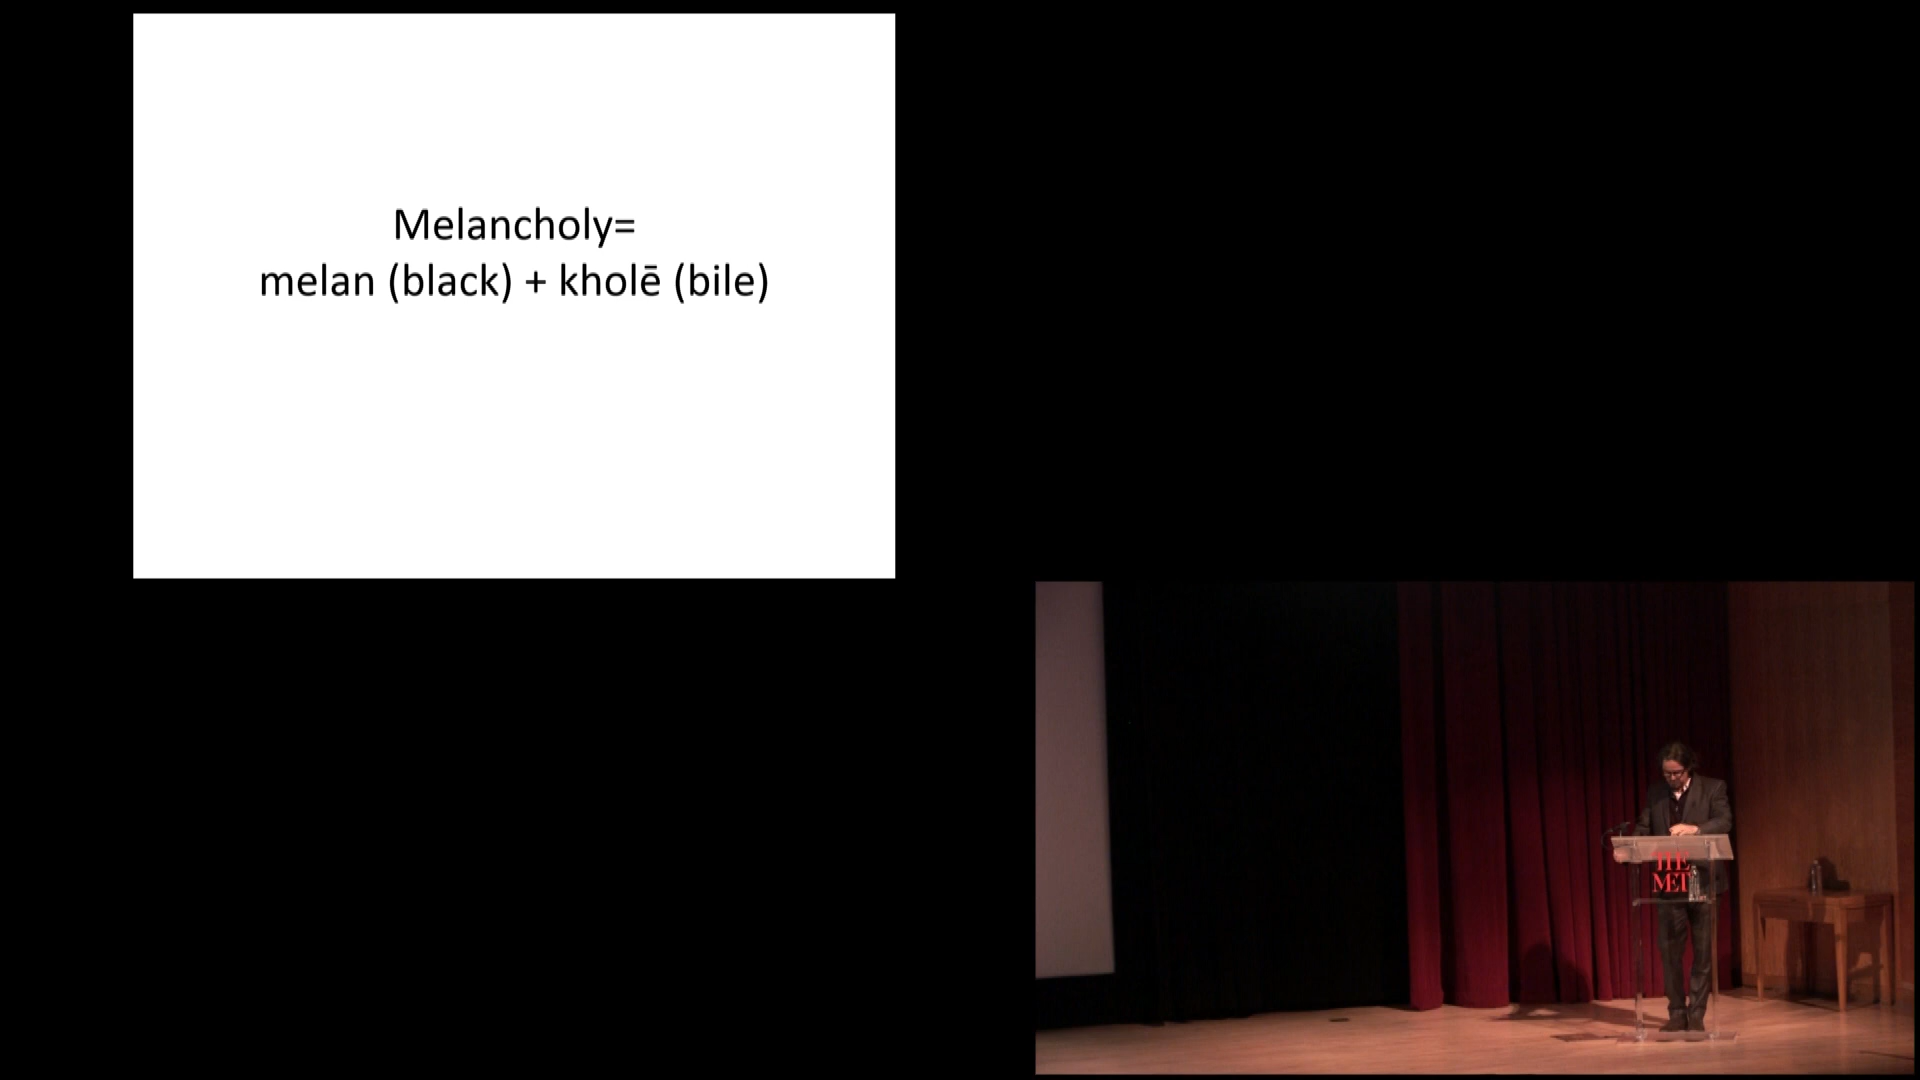 Melancholy=
melan (black) + kholē (bile)
THE
MET